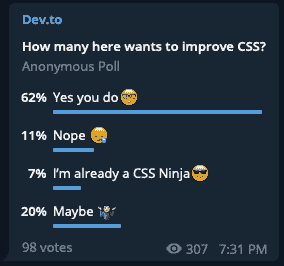 Dev.to
How many here wants to improve CSS?
Anonymous Poll
62% Yes you do 🤓
11% Nope 😪
7% I'm already a CSS Ninja 😎
20% Maybe 🤷🏻‍♂️
98 votes 307 7:31 PM